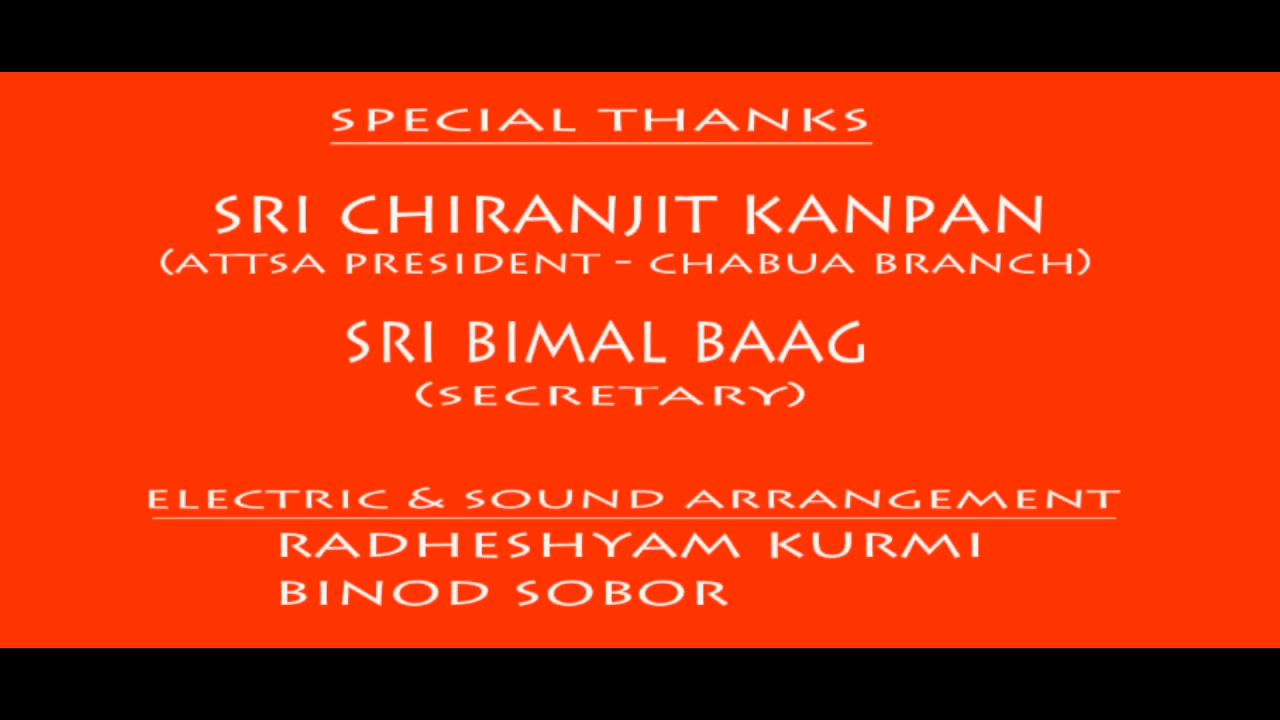 SPECIAL THANKS
SRI CHIRANJIT KANPAN
(ATTSA PRESIDENT - CHABUA BRANCH)
SRI BIMAL BAAG
(SECRETARY)
ELECTRIC & SOUND ARRANGEMENT
RADHESHYAM KURMI
BINOD SOBOR